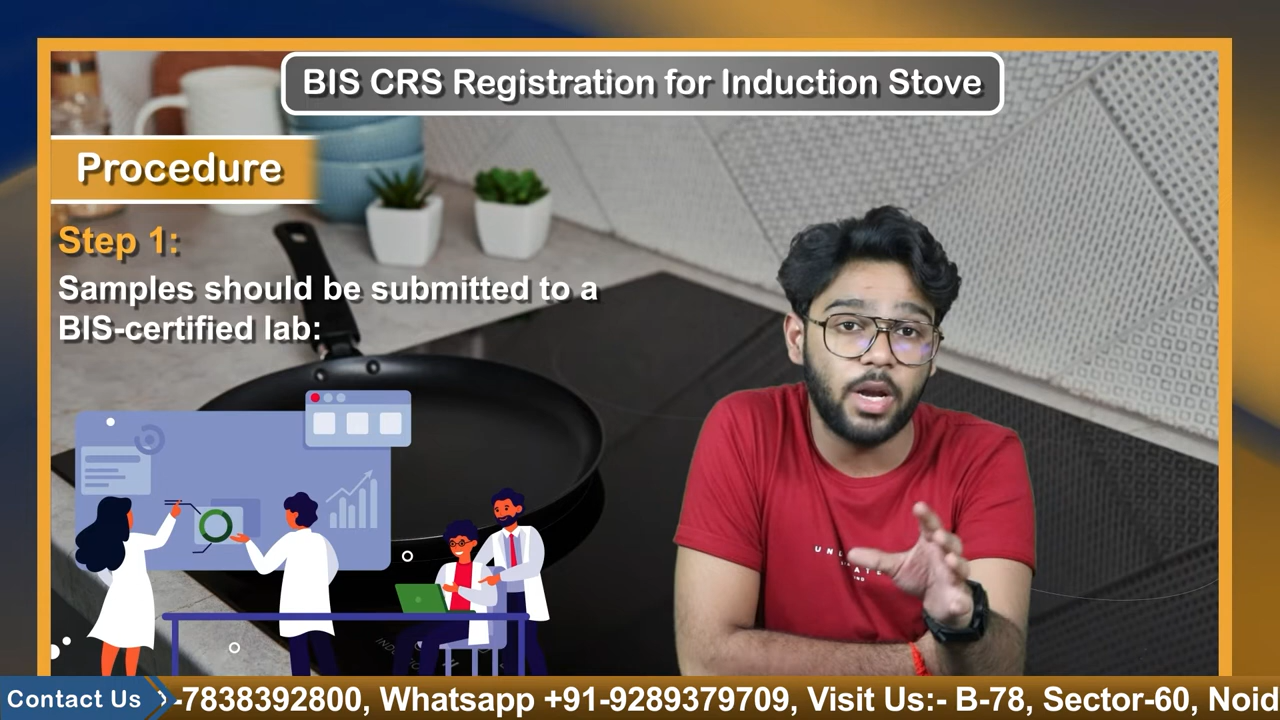 BIS CRS Registration for Induction Stove
Procedure
Step 1:
Samples should be submitted to a
BIS-certified lab:
Contact Us
-7838392800, Whatsapp +91-9289379709, Visit Us:- B-78, Sector-60, Noid